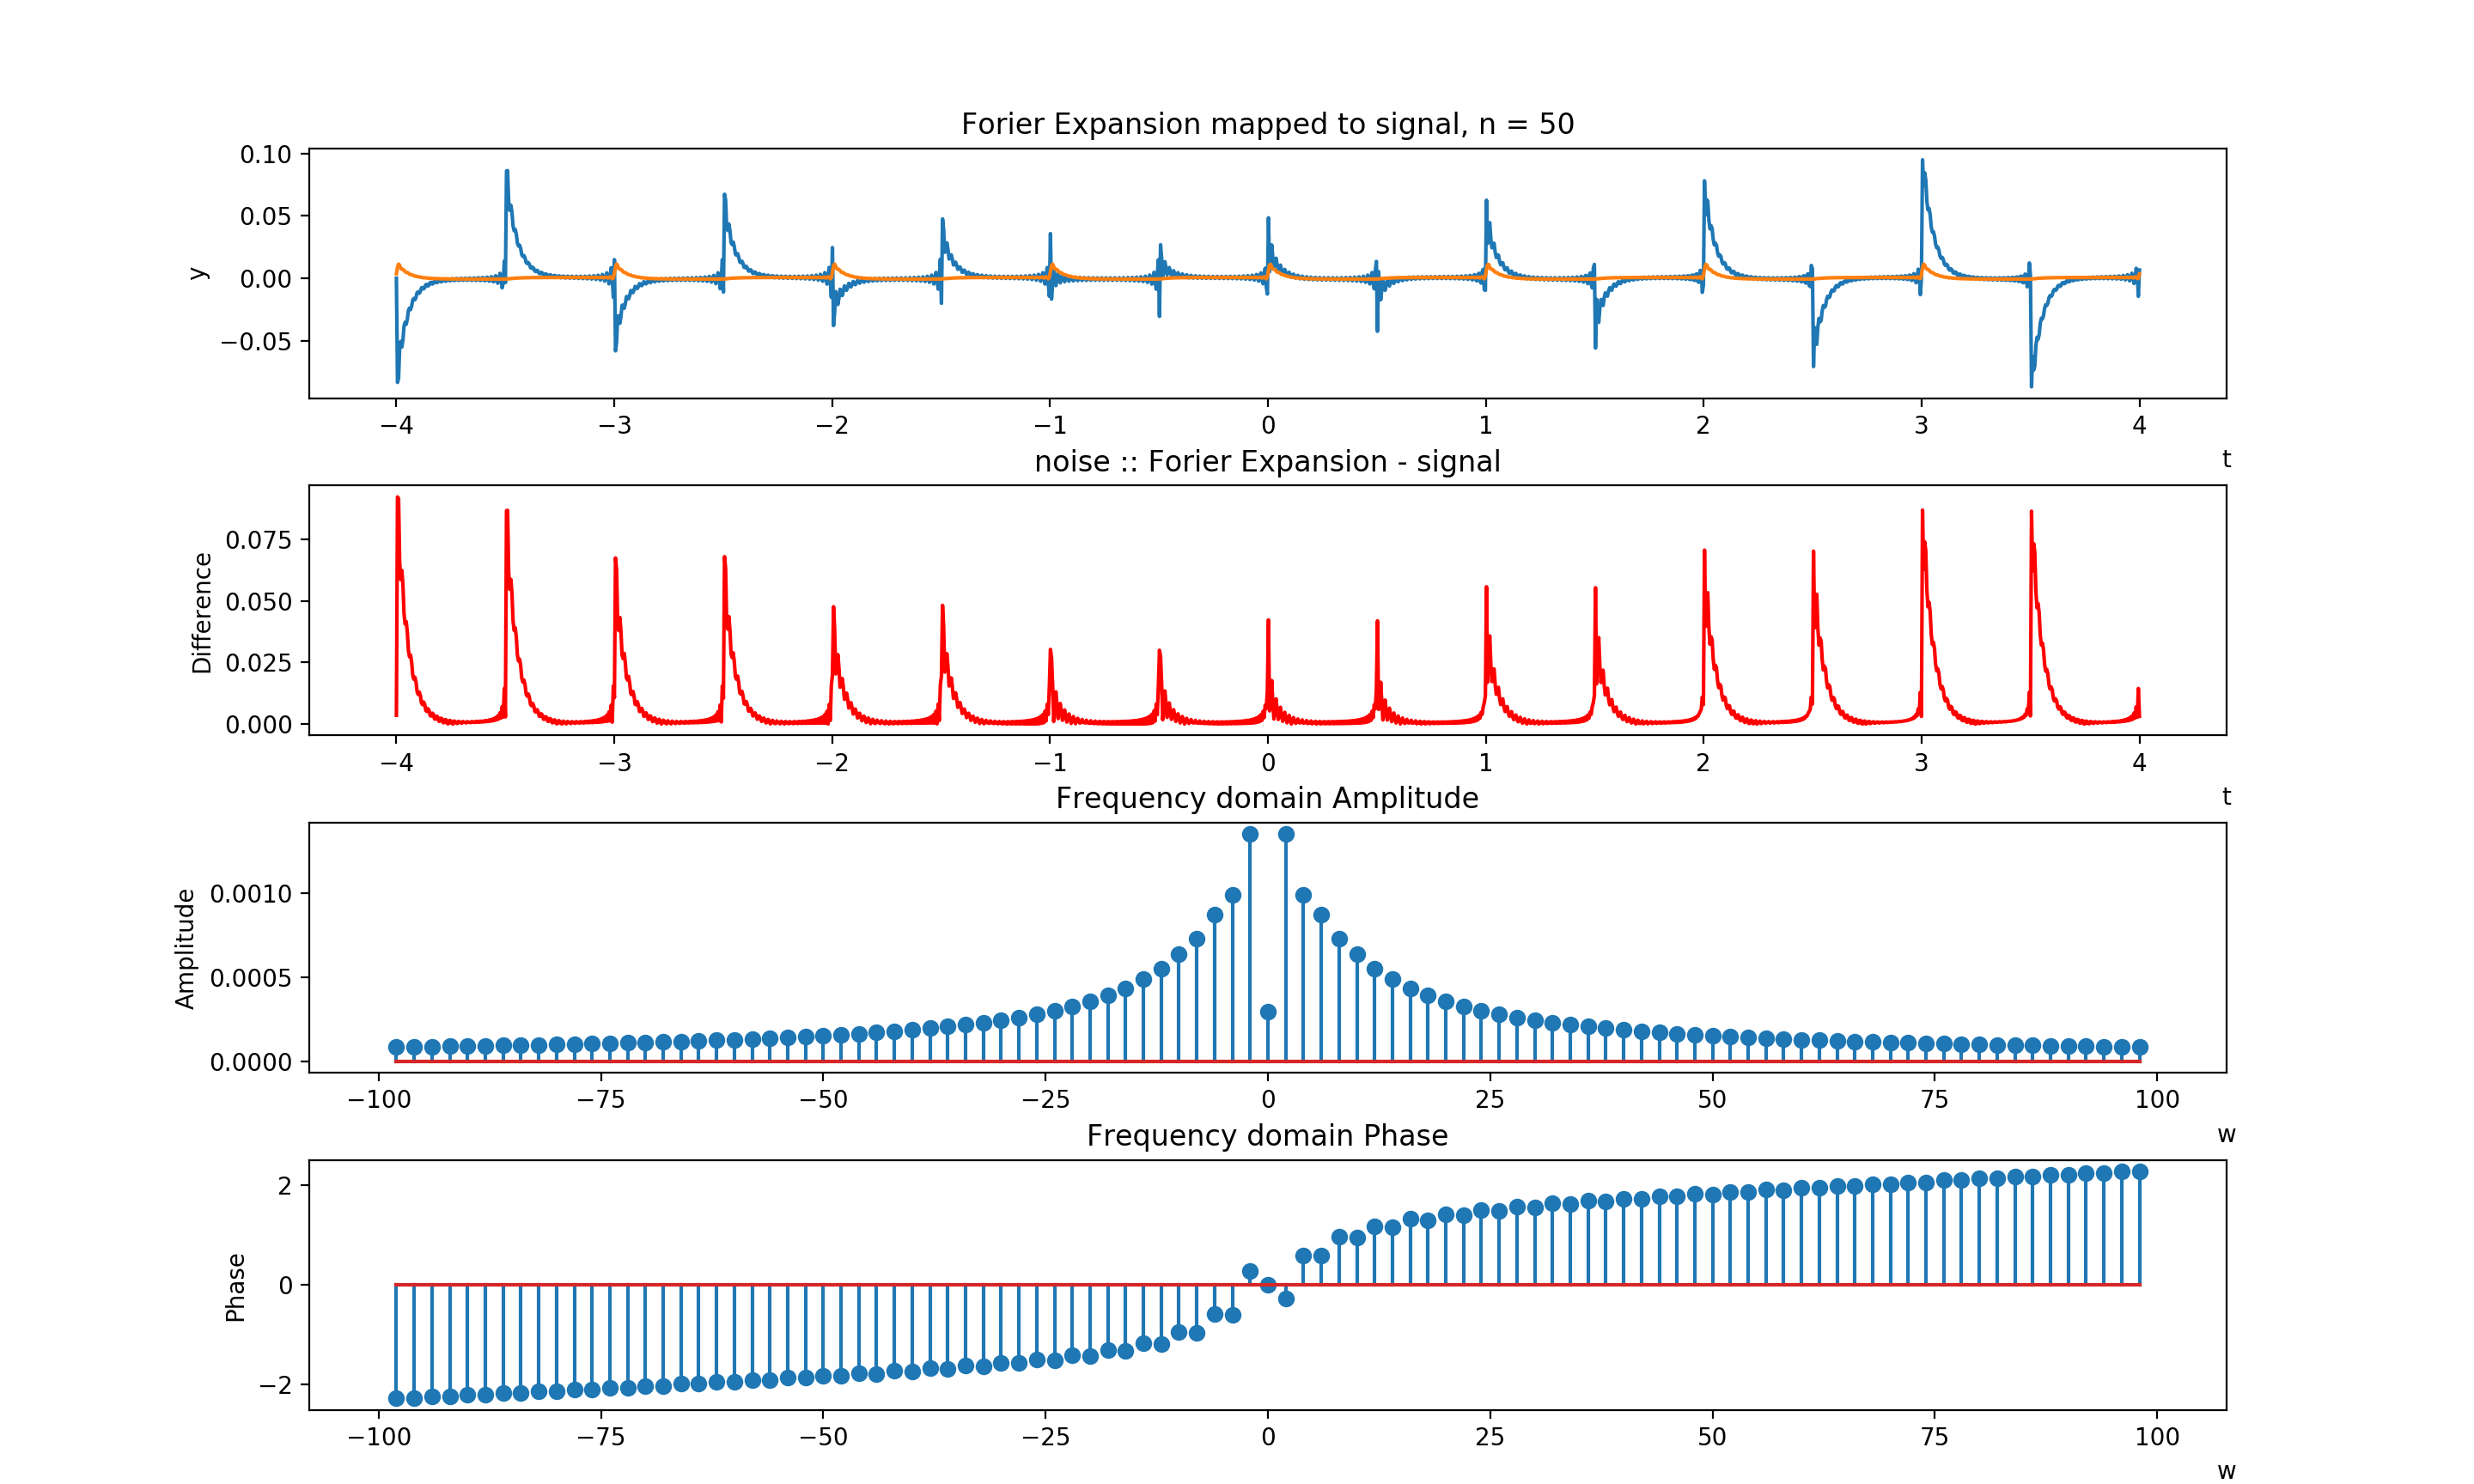 Forier Expansion mapped to signal, n = 50
0.10
0.05
0.00
−0.05
y
−4 −3 −2 −1 0 1 2 3 4
t
noise :: Forier Expansion - signal
0.075
0.050
0.025
0.000
Difference
−4 −3 −2 −1 0 1 2 3 4
t
Frequency domain Amplitude
0.0010
0.0005
0.0000
Amplitude
−100 −75 −50 −25 0 25 50 75 100
w
Frequency domain Phase
2
0
−2
Phase
−100 −75 −50 −25 0 25 50 75 100
w